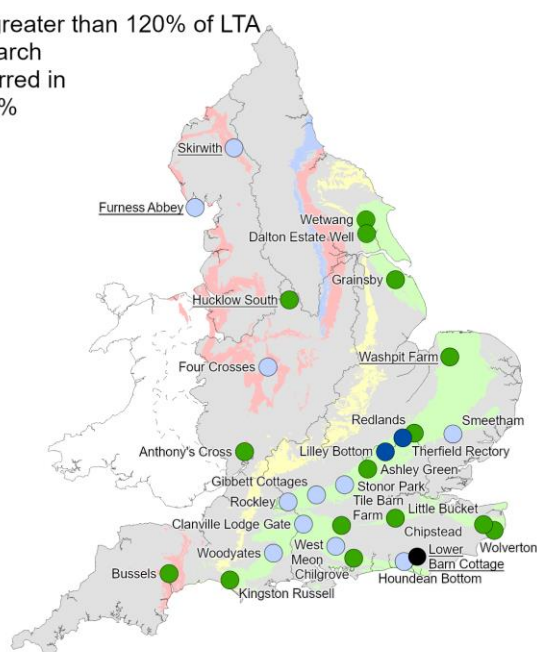 greater than 120% of LTA
arch
rred in
%
Skirwith
Furness Abbey
Wetwang
Dalton Estate Well
Grainsby
Hucklow South
Washpit Farm
Four Crosses
Redlands
Smeetham
Anthony's Cross
Lilley Bottom
Therfield Rectory
Ashley Green
Gibbett Cottages
Stonor Park
Rockley
Tile Barn
Farm
Little Bucket
Clanville Lodge Gate
Chipstead
Woodyates
West
Meon
Lower
Barn Cottage
Wolverton
Bussels
Chilgrove
Houndean Bottom
Kingston Russell